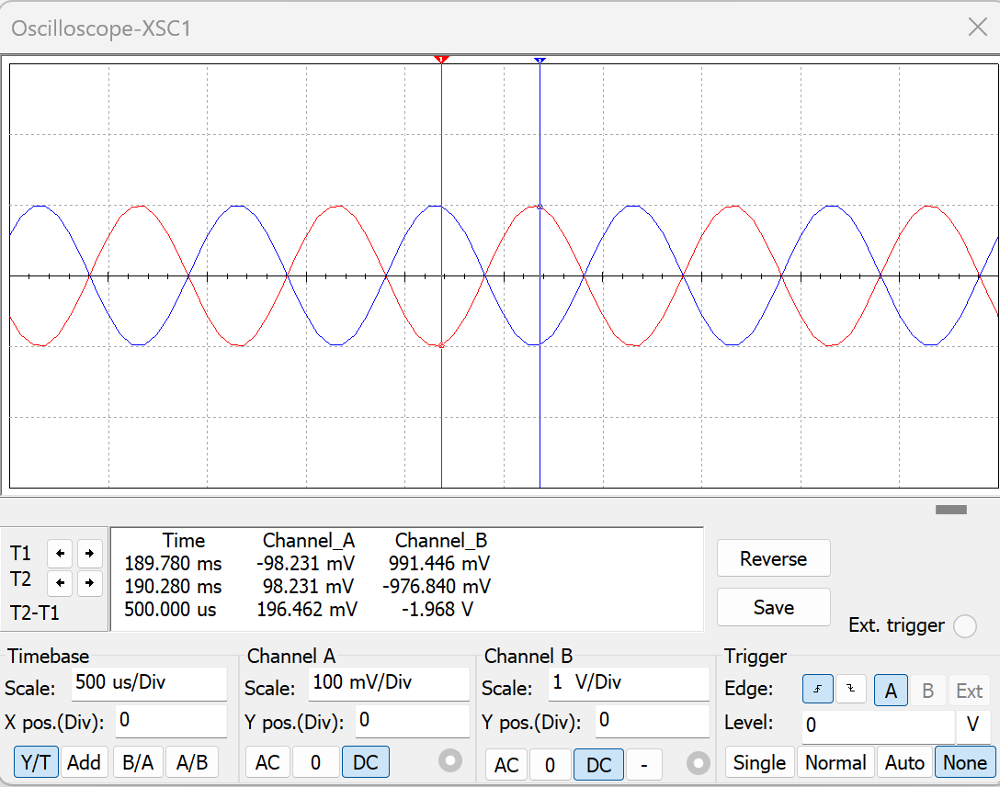 Oscilloscope-XSC1
1
2
Time Channel_A Channel_B
T1 189.780 ms -98.231 mV 991.446 mV
T2 190.280 ms 98.231 mV -976.840 mV
T2-T1 500.000 us 196.462 mV -1.968 V
Reverse
Save
Ext. trigger
Timebase
Scale: 500 us/Div
X pos.(Div): 0
Y/T Add B/A A/B
Channel A
Scale: 100 mV/Div
Y pos.(Div): 0
AC 0 DC
Channel B
Scale: 1 V/Div
Y pos.(Div): 0
AC 0 DC -
Trigger
Edge: A B Ext
Level: 0 V
Single Normal Auto None